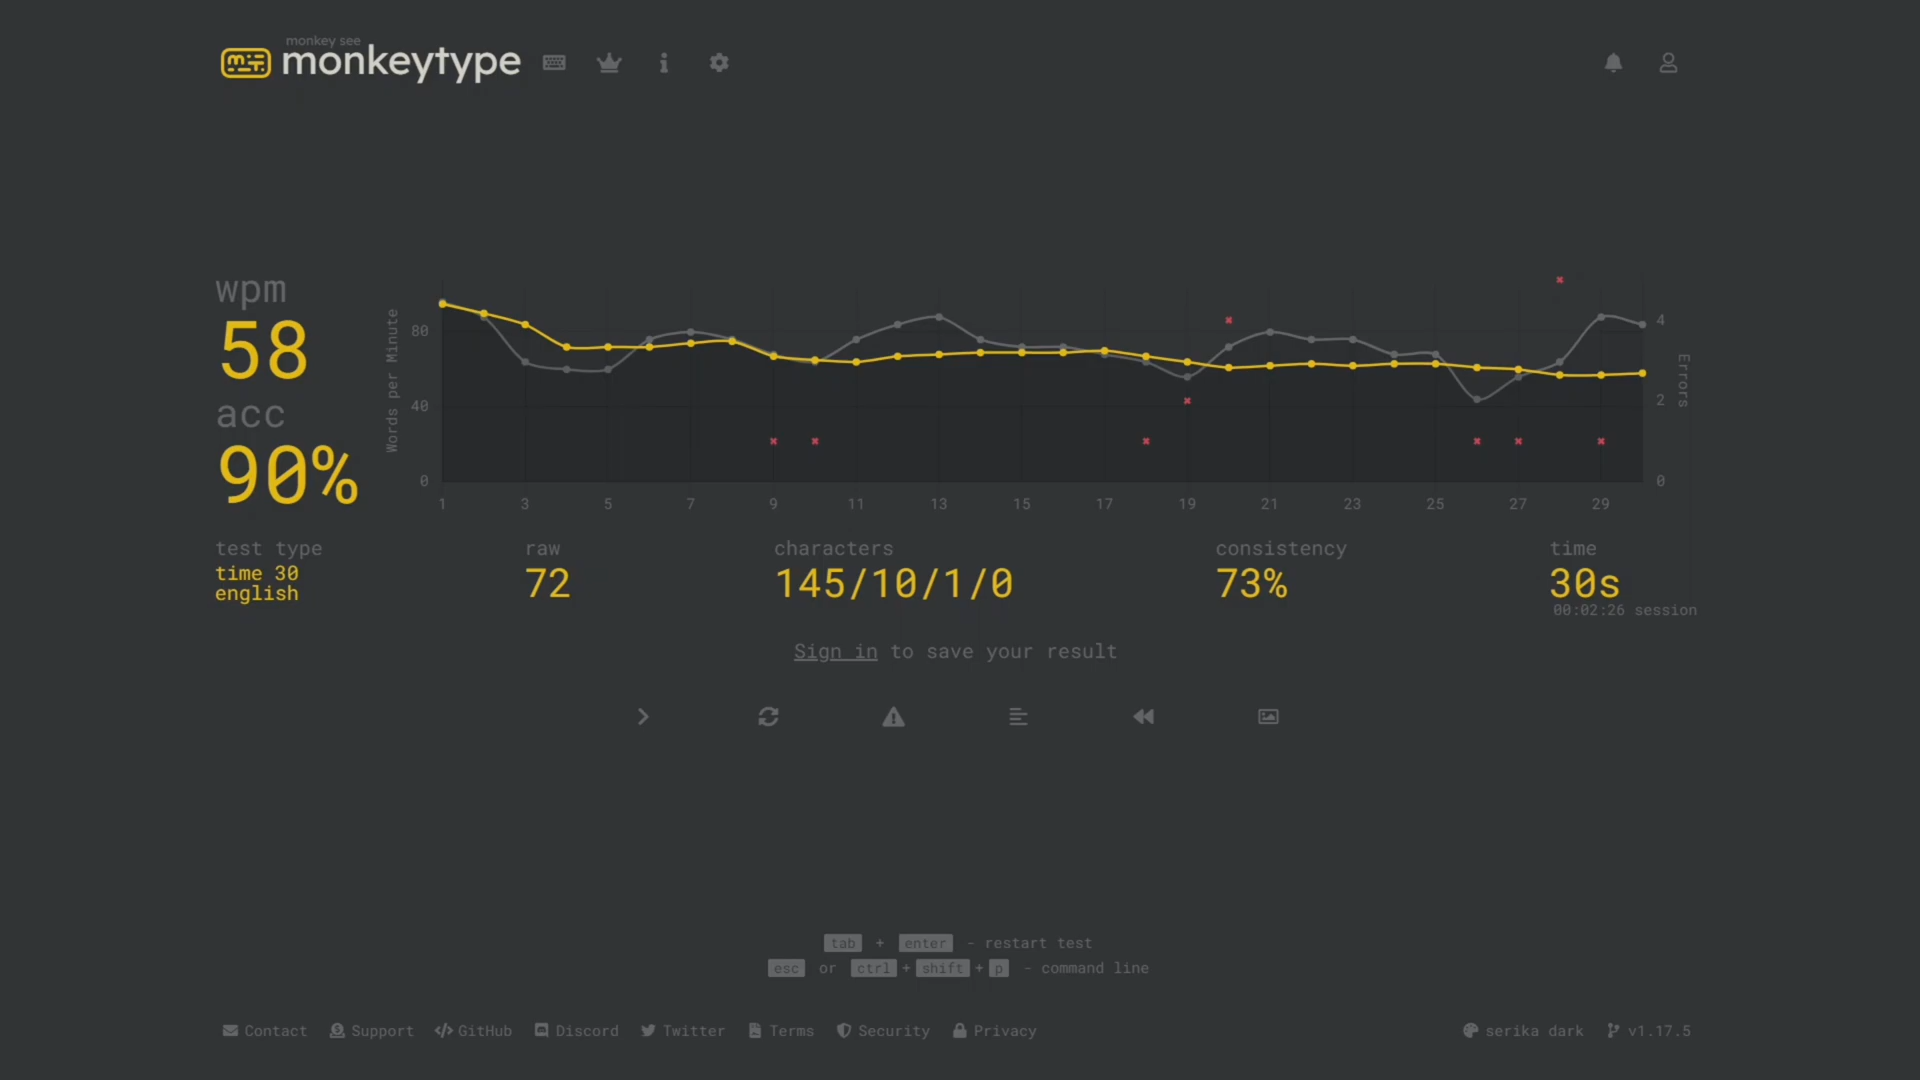 monkey see
monkeytype
wpm
58
acc
90%
Words per Minute
80
40
0
1 3 5 7 9 11 13 15 17 19 21 23 25 27 29
4
2
0
Errors
test type
time 30
english
raw
72
characters
145/10/1/0
consistency
73%
time
30s
00:02:26 session
Sign in to save your result
tab + enter - restart test
esc or ctrl + shift + p - command line
Contact Support GitHub Discord Twitter Terms Security Privacy serika dark v1.17.5